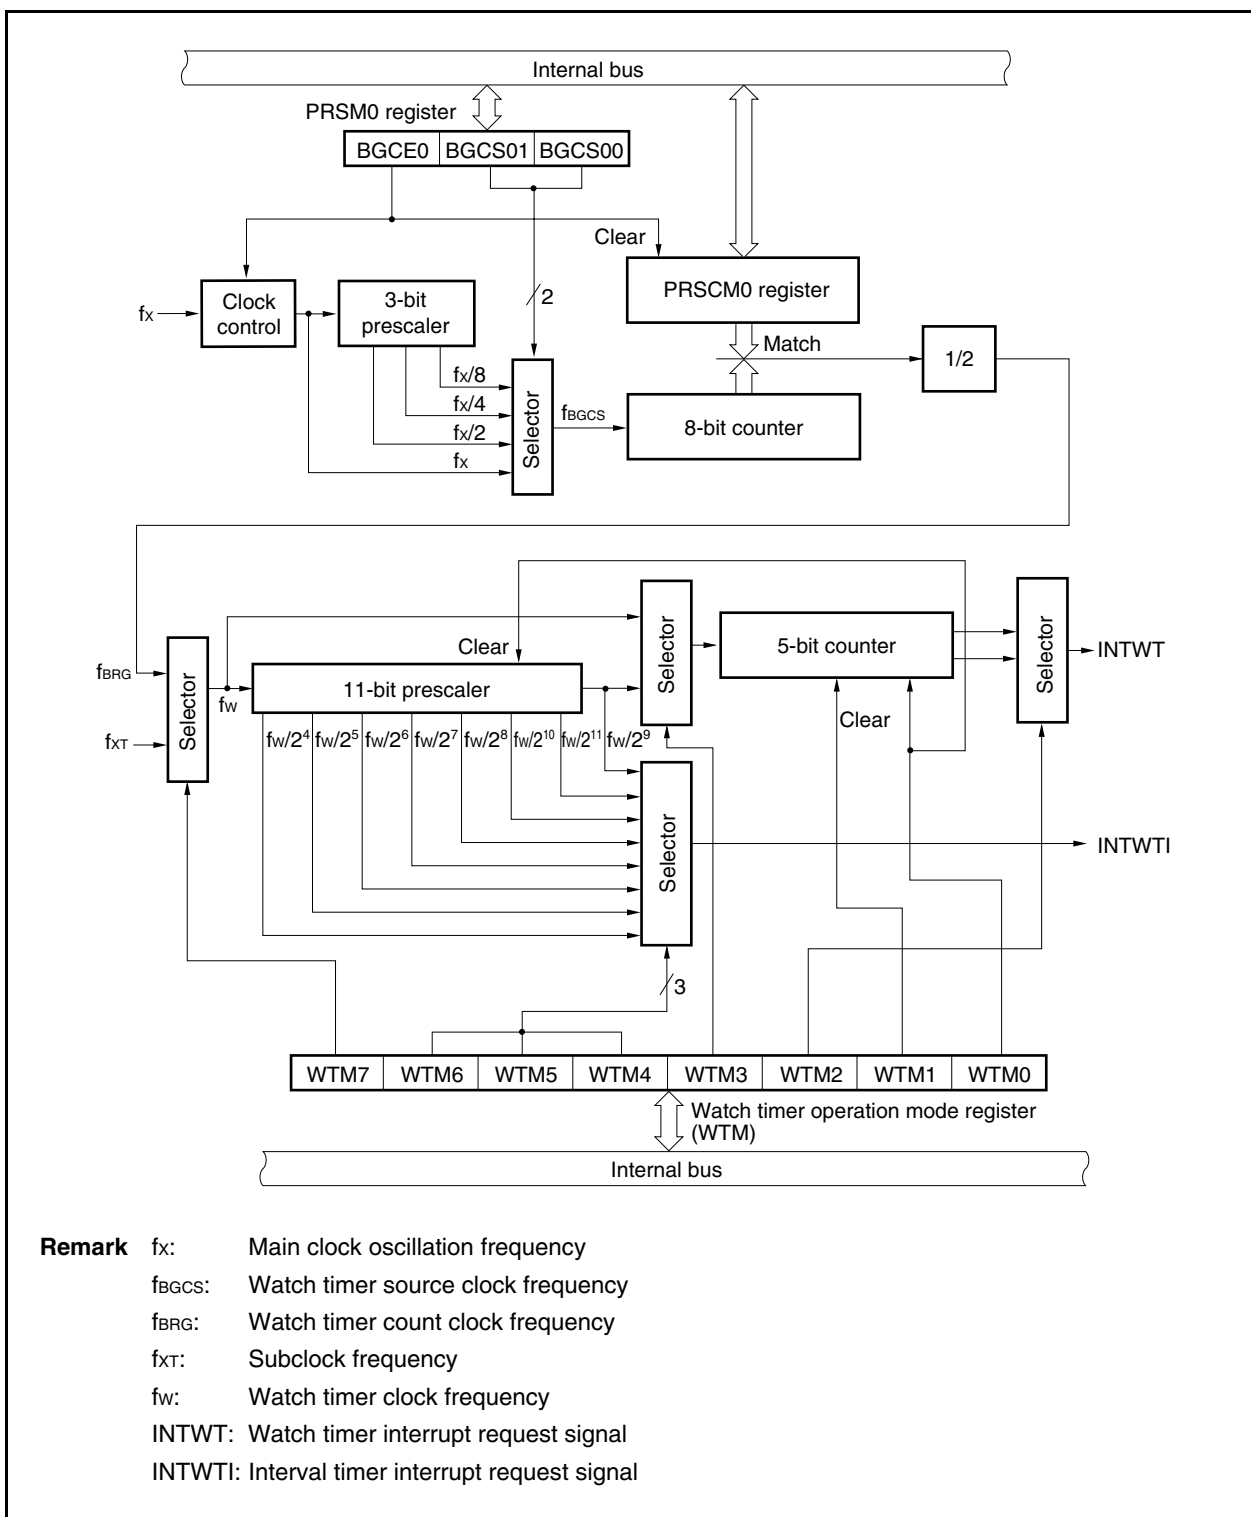 Internal bus
PRSM0 register
BGCE0 BGCS01 BGCS00
Clear
PRSCM0 register
2
fX
Clock
control
3-bit
prescaler
Match
1/2
fX/8
fX/4
fX/2
fX
Selector
fBGCS
8-bit counter
Clear
fBRG
fXT
Selector
fW
11-bit prescaler
Selector
5-bit counter
Selector
INTWT
Clear
fW/2⁴ fW/2⁵ fW/2⁶ fW/2⁷ fW/2⁸ fW/2¹⁰ fW/2¹¹ fW/2⁹
Selector
INTWTI
3
WTM7 WTM6 WTM5 WTM4 WTM3 WTM2 WTM1 WTM0
Watch timer operation mode register
(WTM)
Internal bus
Remark fX: Main clock oscillation frequency
fBGCS: Watch timer source clock frequency
fBRG: Watch timer count clock frequency
fXT: Subclock frequency
fW: Watch timer clock frequency
INTWT: Watch timer interrupt request signal
INTWTI: Interval timer interrupt request signal